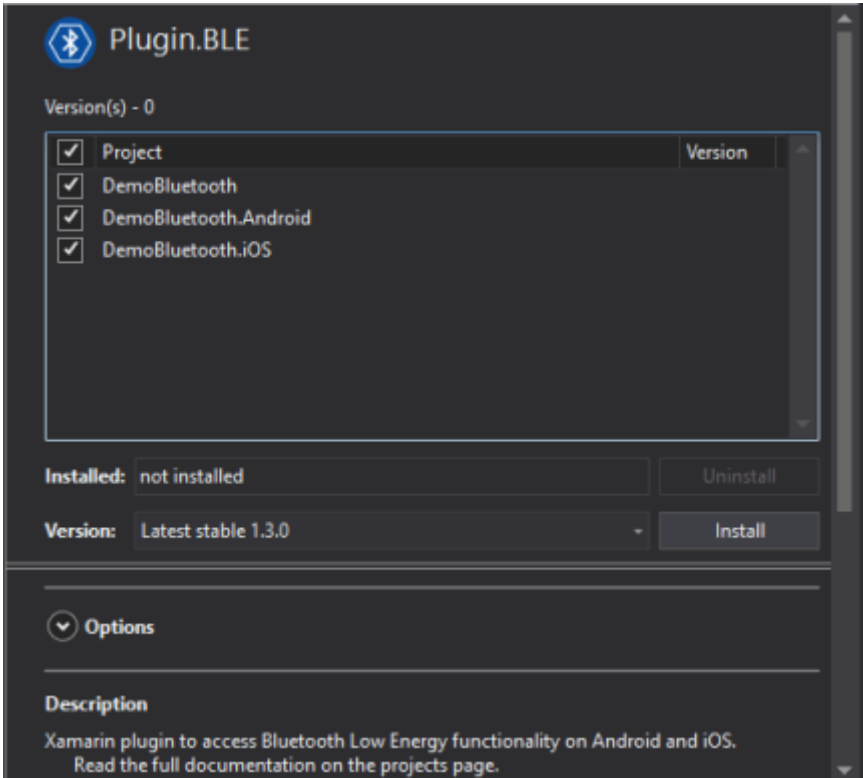 Plugin.BLE
Version(s) - 0
Project Version
DemoBluetooth
DemoBluetooth.Android
DemoBluetooth.iOS
Installed: not installed Uninstall
Version: Latest stable 1.3.0 Install
Options
Description
Xamarin plugin to access Bluetooth Low Energy functionality on Android and iOS.
Read the full documentation on the projects page.